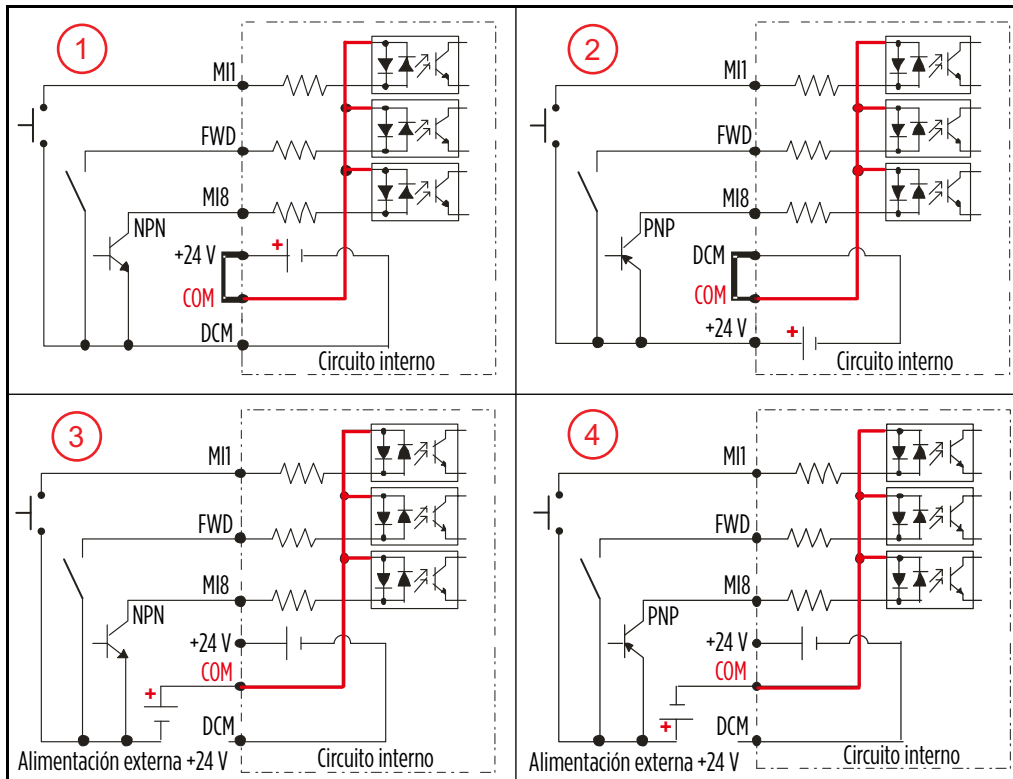 1
MI1
FWD
MI8
NPN
+24 V
+
COM
DCM
Circuito interno
2
MI1
FWD
MI8
PNP
DCM
COM
+24 V
+
Circuito interno
3
MI1
FWD
MI8
NPN
+24 V
COM
+
DCM
Alimentación externa +24 V
Circuito interno
4
MI1
FWD
MI8
PNP
+24 V
COM
+
DCM
Alimentación externa +24 V
Circuito interno